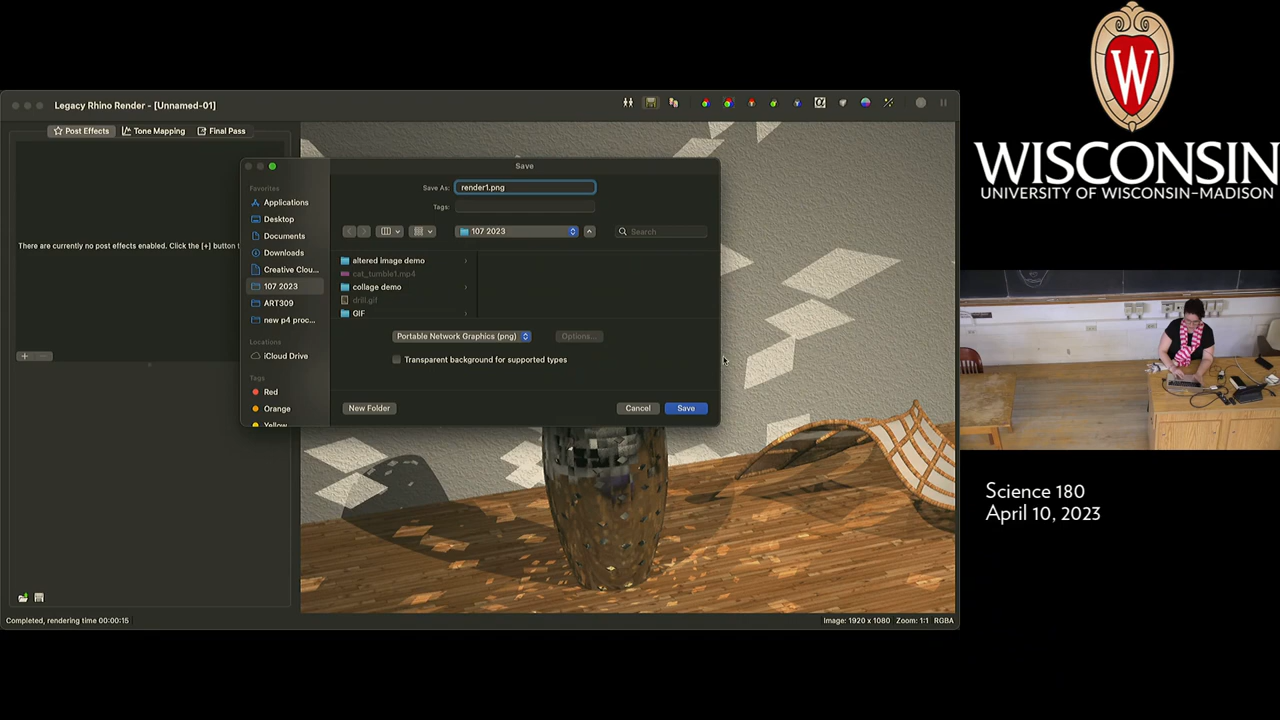 Legacy Rhino Render - [Unnamed-01]
Post Effects
Tone Mapping
Final Pass
There are currently no post effects enabled. Click the [+] button t
Save
Save As:
render1.png
Tags:
107 2023
Search
Favorites
Applications
Desktop
Documents
Downloads
Creative Clou...
107 2023
ART309
new p4 proc...
Locations
iCloud Drive
Tags
Red
Orange
Yellow
altered image demo
cat_tumble1.mp4
collage demo
drill.gif
GIF
Portable Network Graphics (png)
Options...
Transparent background for supported types
New Folder
Cancel
Save
Completed, rendering time 00:00:15
Image: 1920 x 1080
Zoom: 1:1
RGBA
W
WISCONSIN
UNIVERSITY OF WISCONSIN–MADISON
Science 180
April 10, 2023